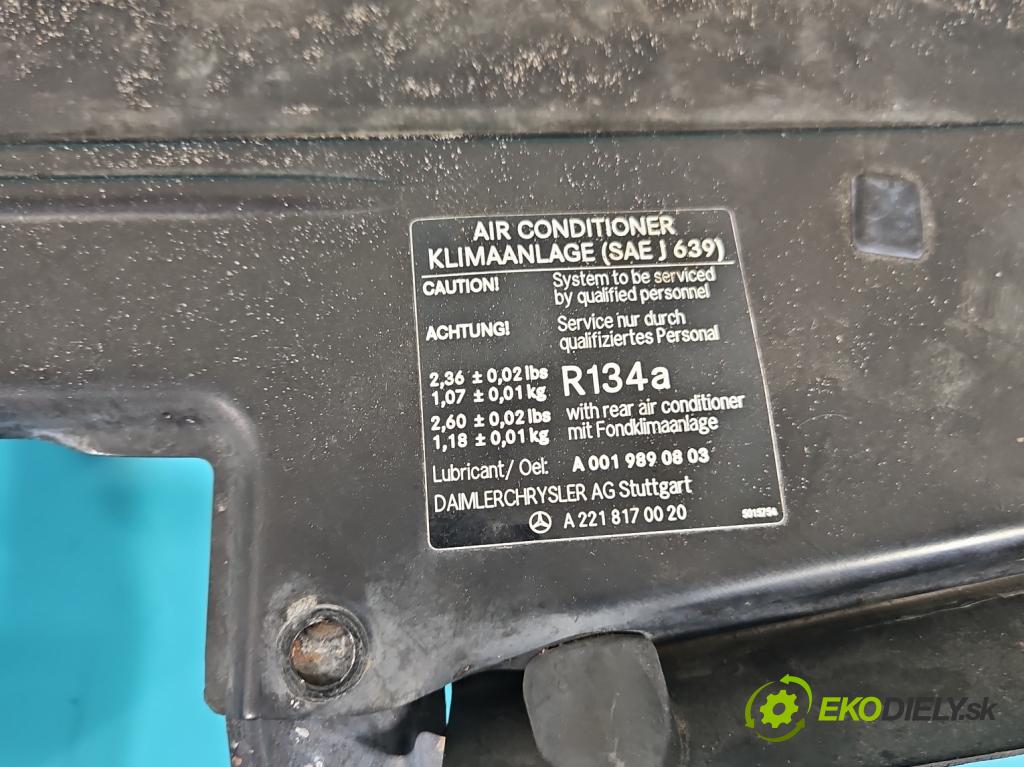 AIR CONDITIONER
KLIMAANLAGE (SAE J 639)
CAUTION! System to be serviced
by qualified personnel
ACHTUNG! Service nur durch
qualifiziertes Personal
2,36 ± 0,02 lbs
1,07 ± 0,01 kg R134a
2,60 ± 0,02 lbs with rear air conditioner
1,18 ± 0,01 kg mit Fondklimaanlage
Lubricant/ Oel: A 001 989 08 03
DAIMLERCHRYSLER AG Stuttgart
A 221 817 00 20 5015754
EKODIELY.sk